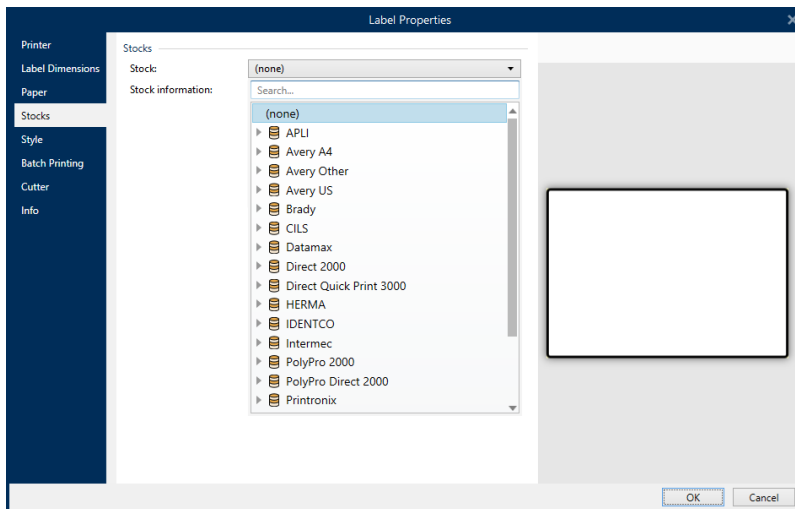 Label Properties
Printer
Label Dimensions
Paper
Stocks
Style
Batch Printing
Cutter
Info
Stocks
Stock:
(none)
Stock information:
Search...
(none)
APLI
Avery A4
Avery Other
Avery US
Brady
CILS
Datamax
Direct 2000
Direct Quick Print 3000
HERMA
IDENTCO
Intermec
PolyPro 2000
PolyPro Direct 2000
Printronix
OK
Cancel